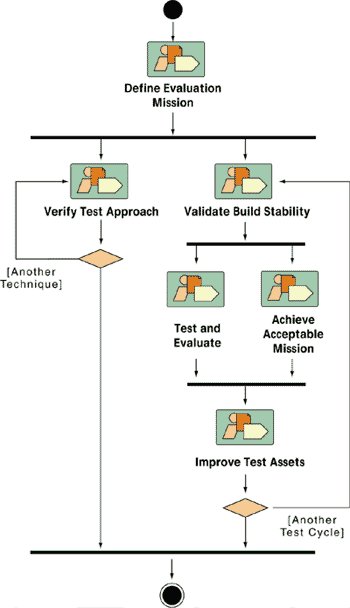 Define Evaluation
Mission
Verify Test Approach
Validate Build Stability
[Another
Technique]
Test and
Evaluate
Achieve
Acceptable
Mission
Improve Test Assets
[Another
Test Cycle]